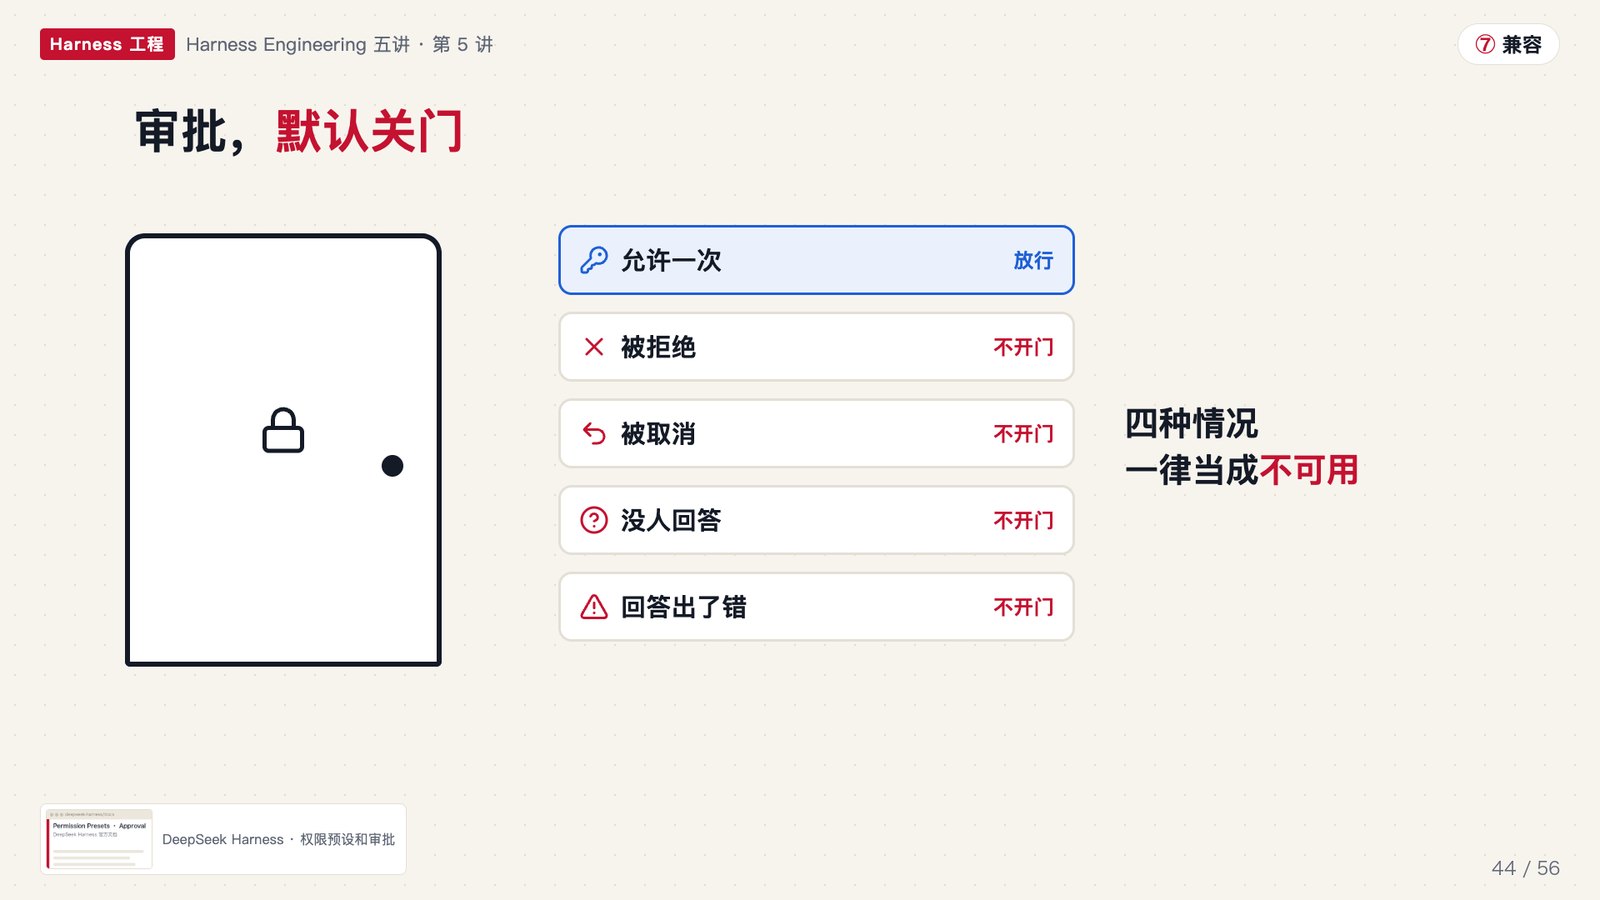 Harness 工程
Harness Engineering 五讲 · 第 5 讲
⑦ 兼容
审批，默认关门
允许一次
放行
被拒绝
不开门
被取消
不开门
没人回答
不开门
回答出了错
不开门
四种情况
一律当成不可用
Permission Presets · Approval
DeepSeek Harness · 权限预设和审批
44 / 56